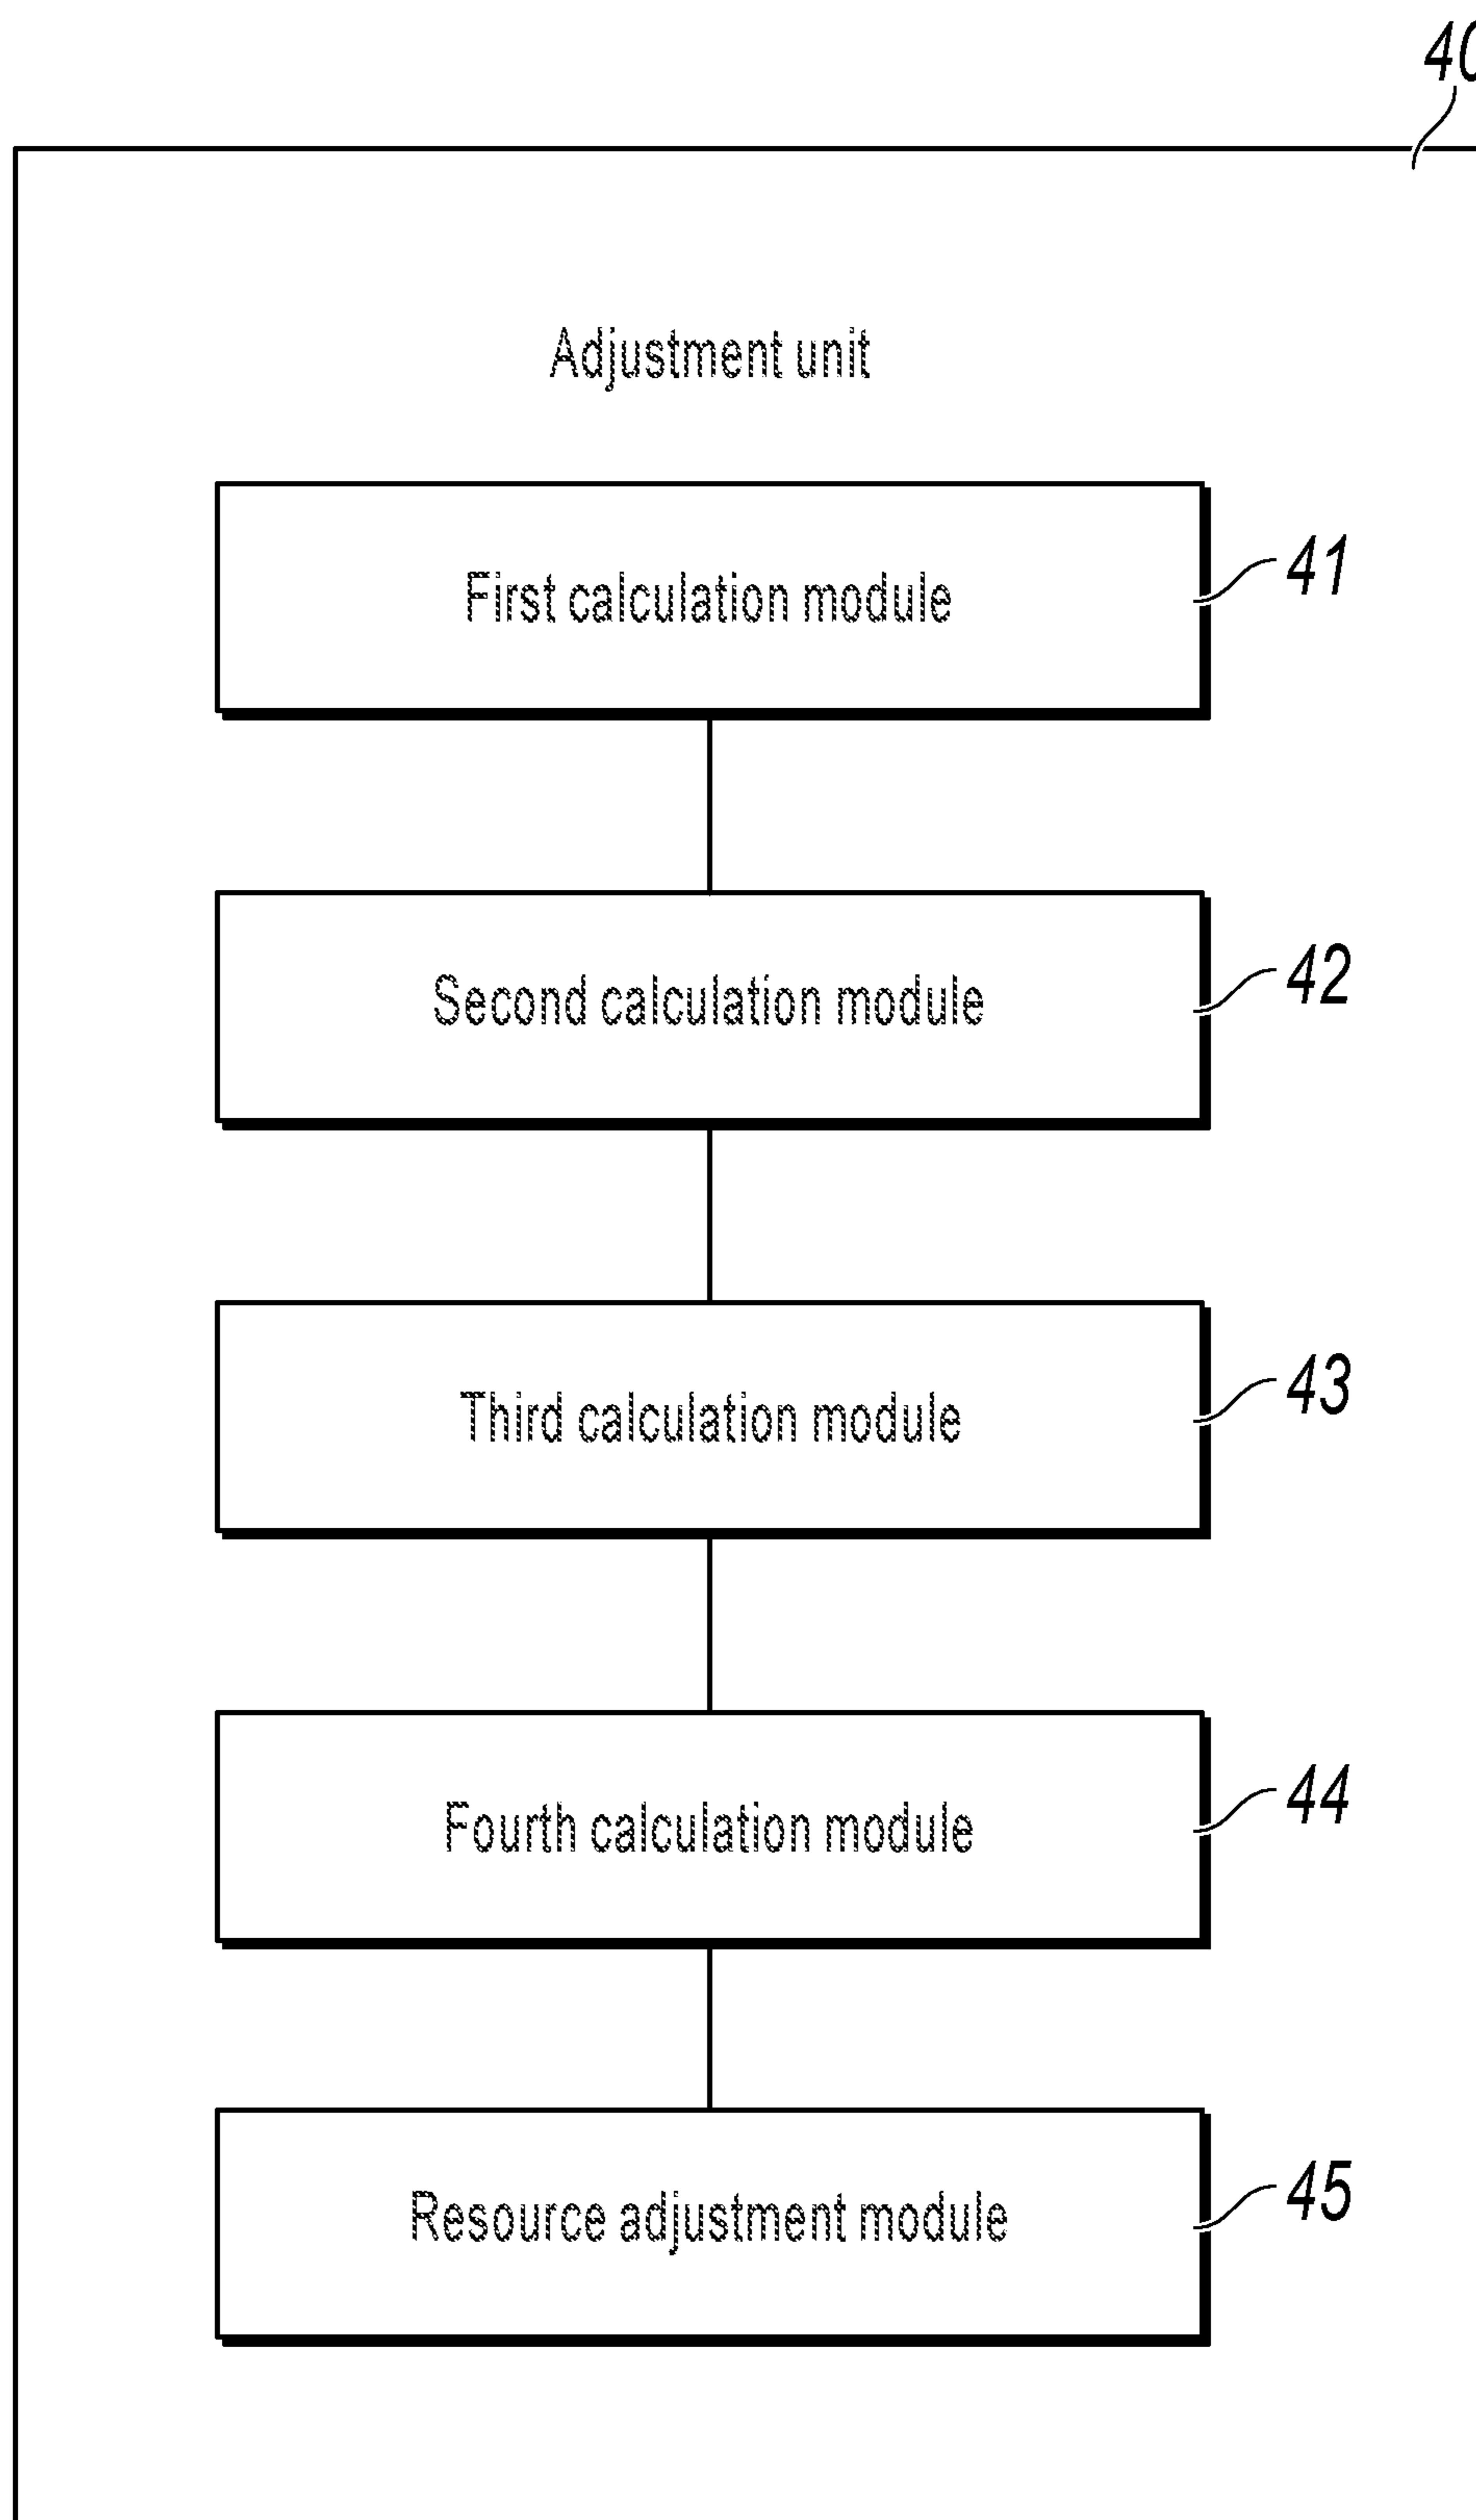 40
Adjustment unit
First calculation module
41
Second calculation module
42
Third calculation module
43
Fourth calculation module
44
Resource adjustment module
45